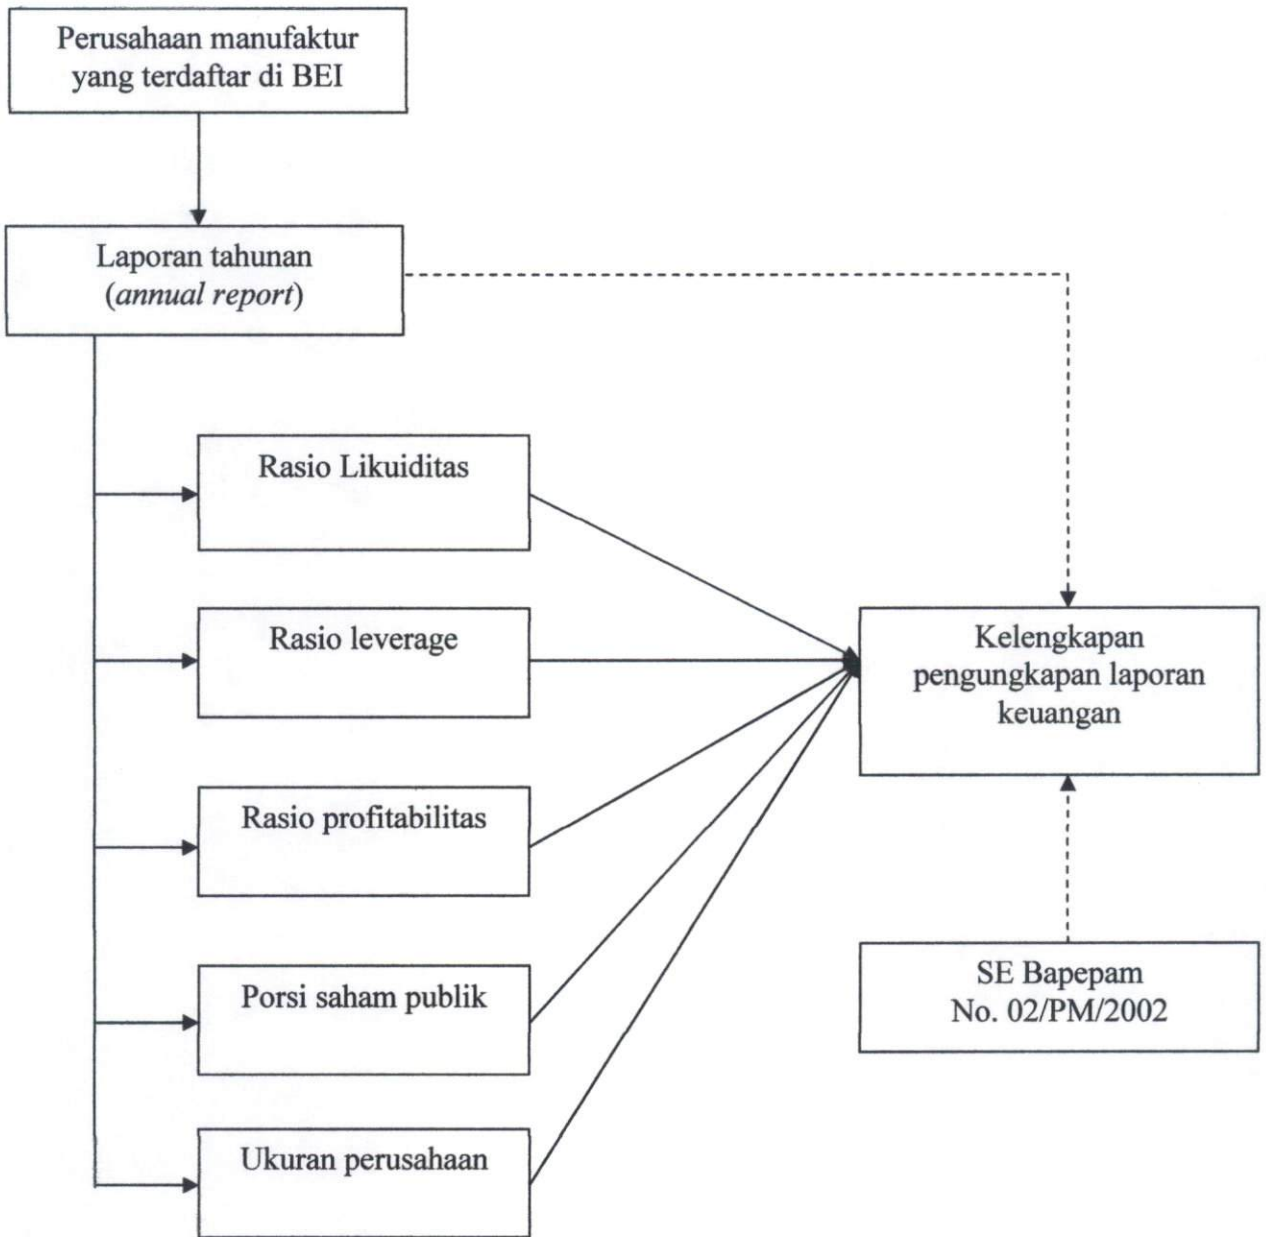 Perusahaan manufaktur
yang terdaftar di BEI
Laporan tahunan
(annual report)
Rasio Likuiditas
Rasio leverage
Rasio profitabilitas
Porsi saham publik
Ukuran perusahaan
Kelengkapan
pengungkapan laporan
keuangan
SE Bapepam
No. 02/PM/2002